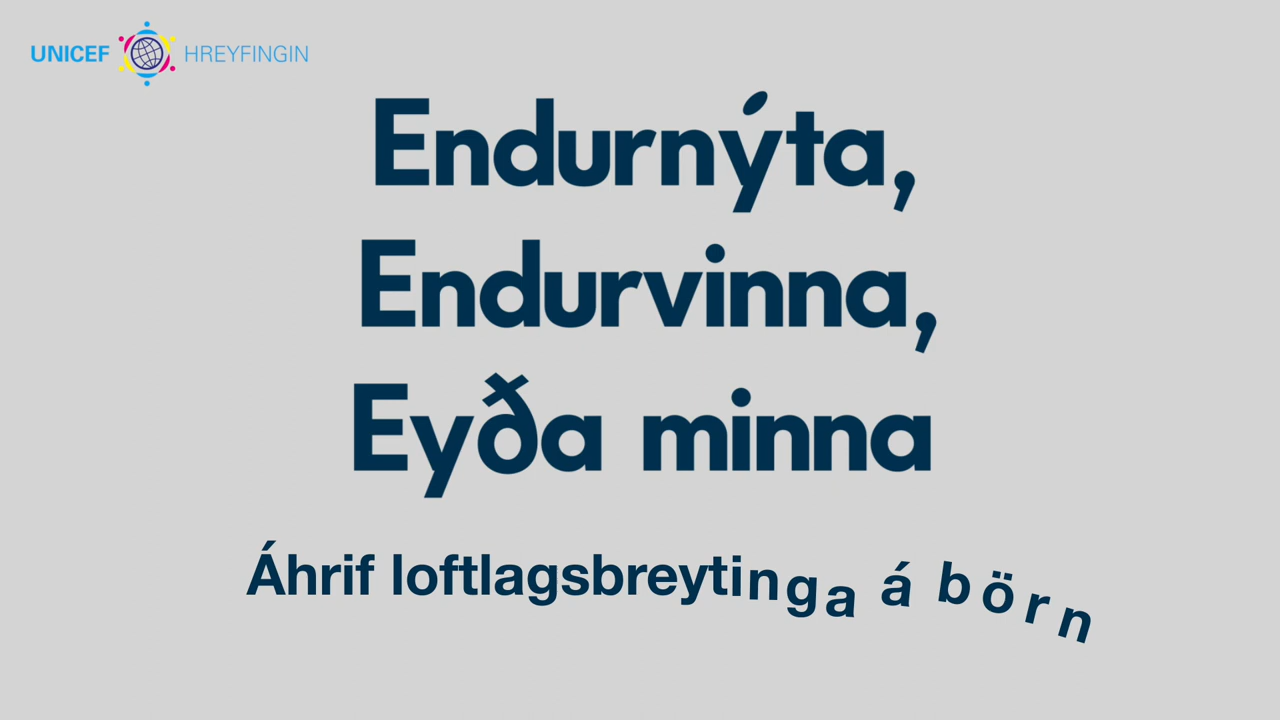 UNICEF HREYFINGIN
Endurnýta,
Endurvinna,
Eyða minna
Áhrif loftlagsbreytinga á börn